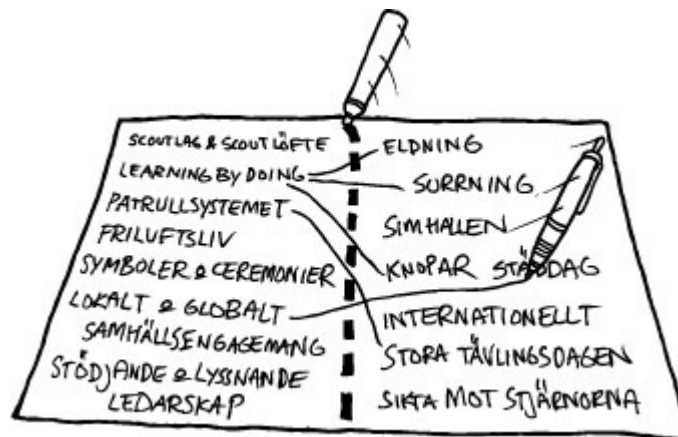 SCOUTLAG & SCOUTLÖFTE
LEARNING BY DOING
PATRULLSYSTEMET
FRILUFTSLIV
SYMBOLER & CEREMONIER
LOKALT & GLOBALT
SAMHÄLLSENGAGEMANG
STÖDJANDE & LYSSNANDE
LEDARSKAP
ELDNING
SURRNING
SIMHALLEN
KNOPAR STÄDDAG
INTERNATIONELLT
STORA TÄVLINGSDAGEN
SIKTA MOT STJÄRNORNA